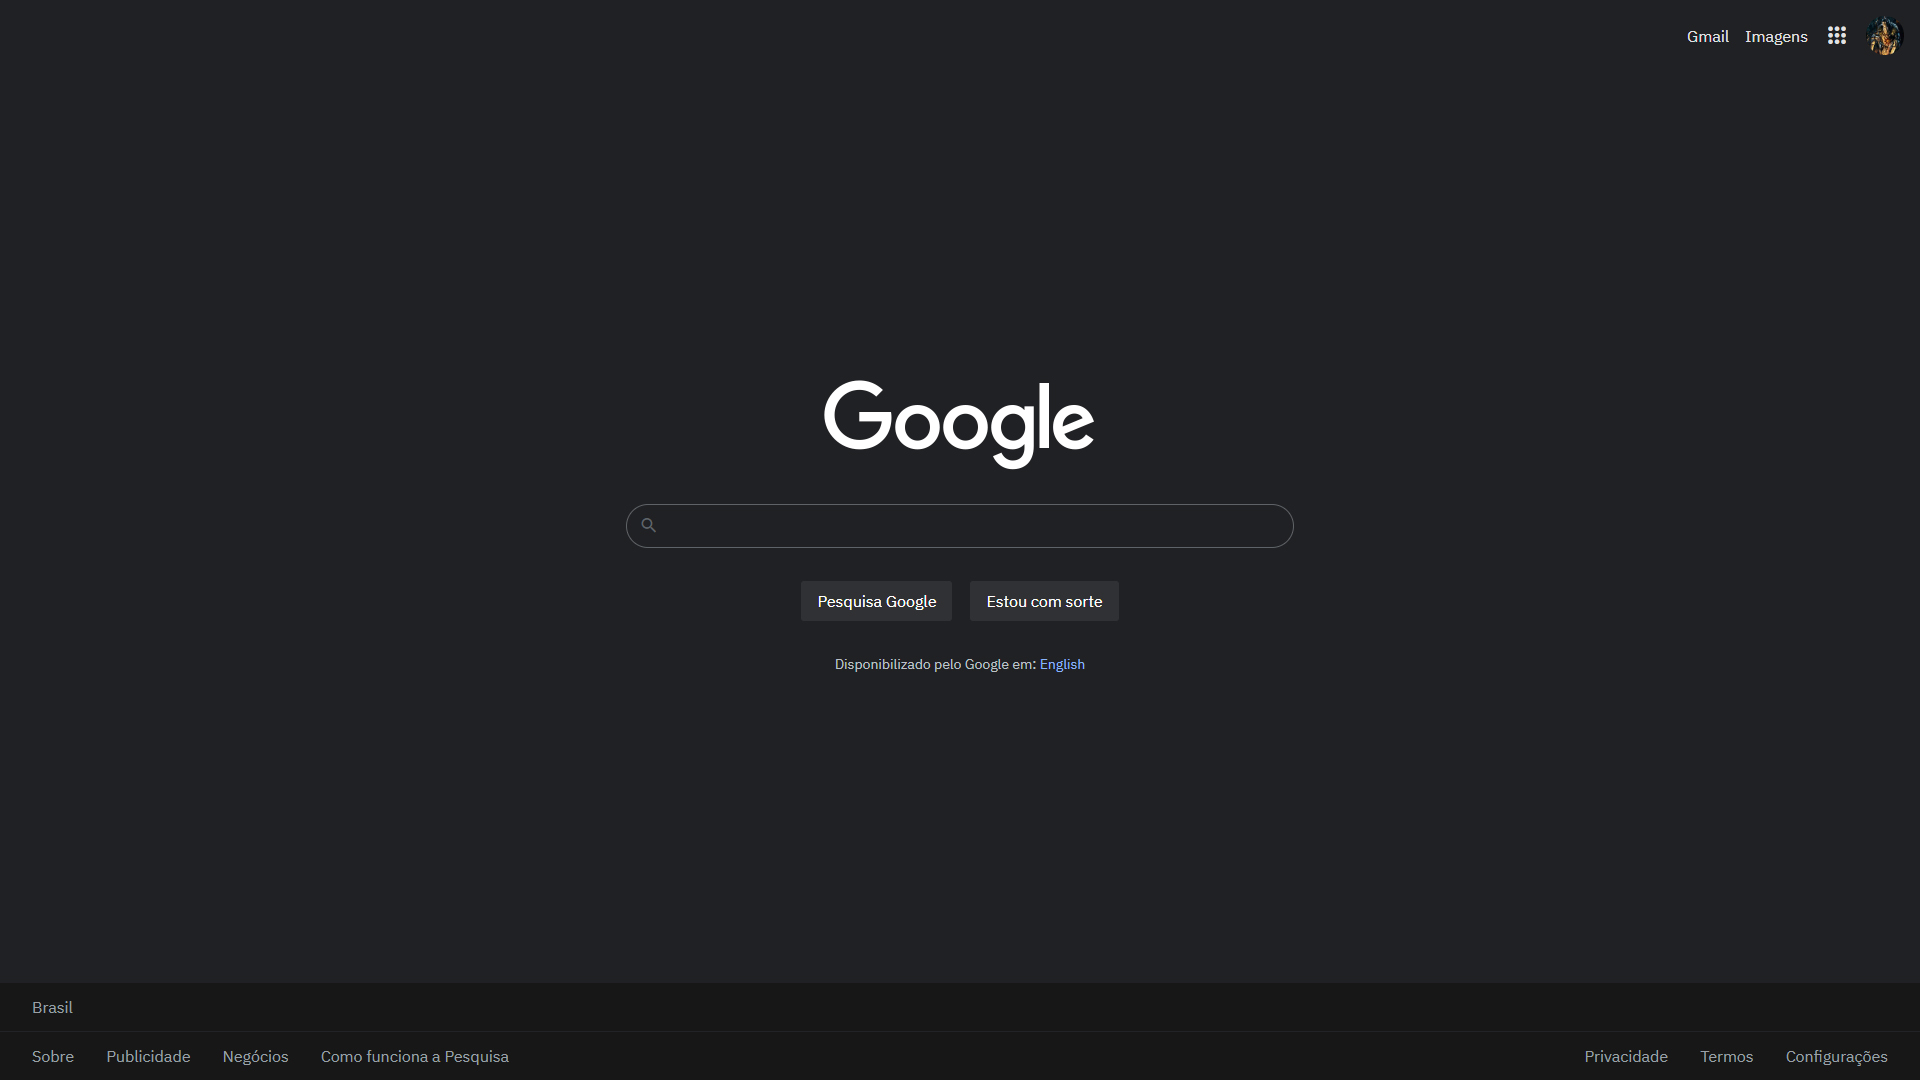 Gmail Imagens
Google
Pesquisa Google Estou com sorte
Disponibilizado pelo Google em: English
Brasil
Sobre Publicidade Negócios Como funciona a Pesquisa Privacidade Termos Configurações